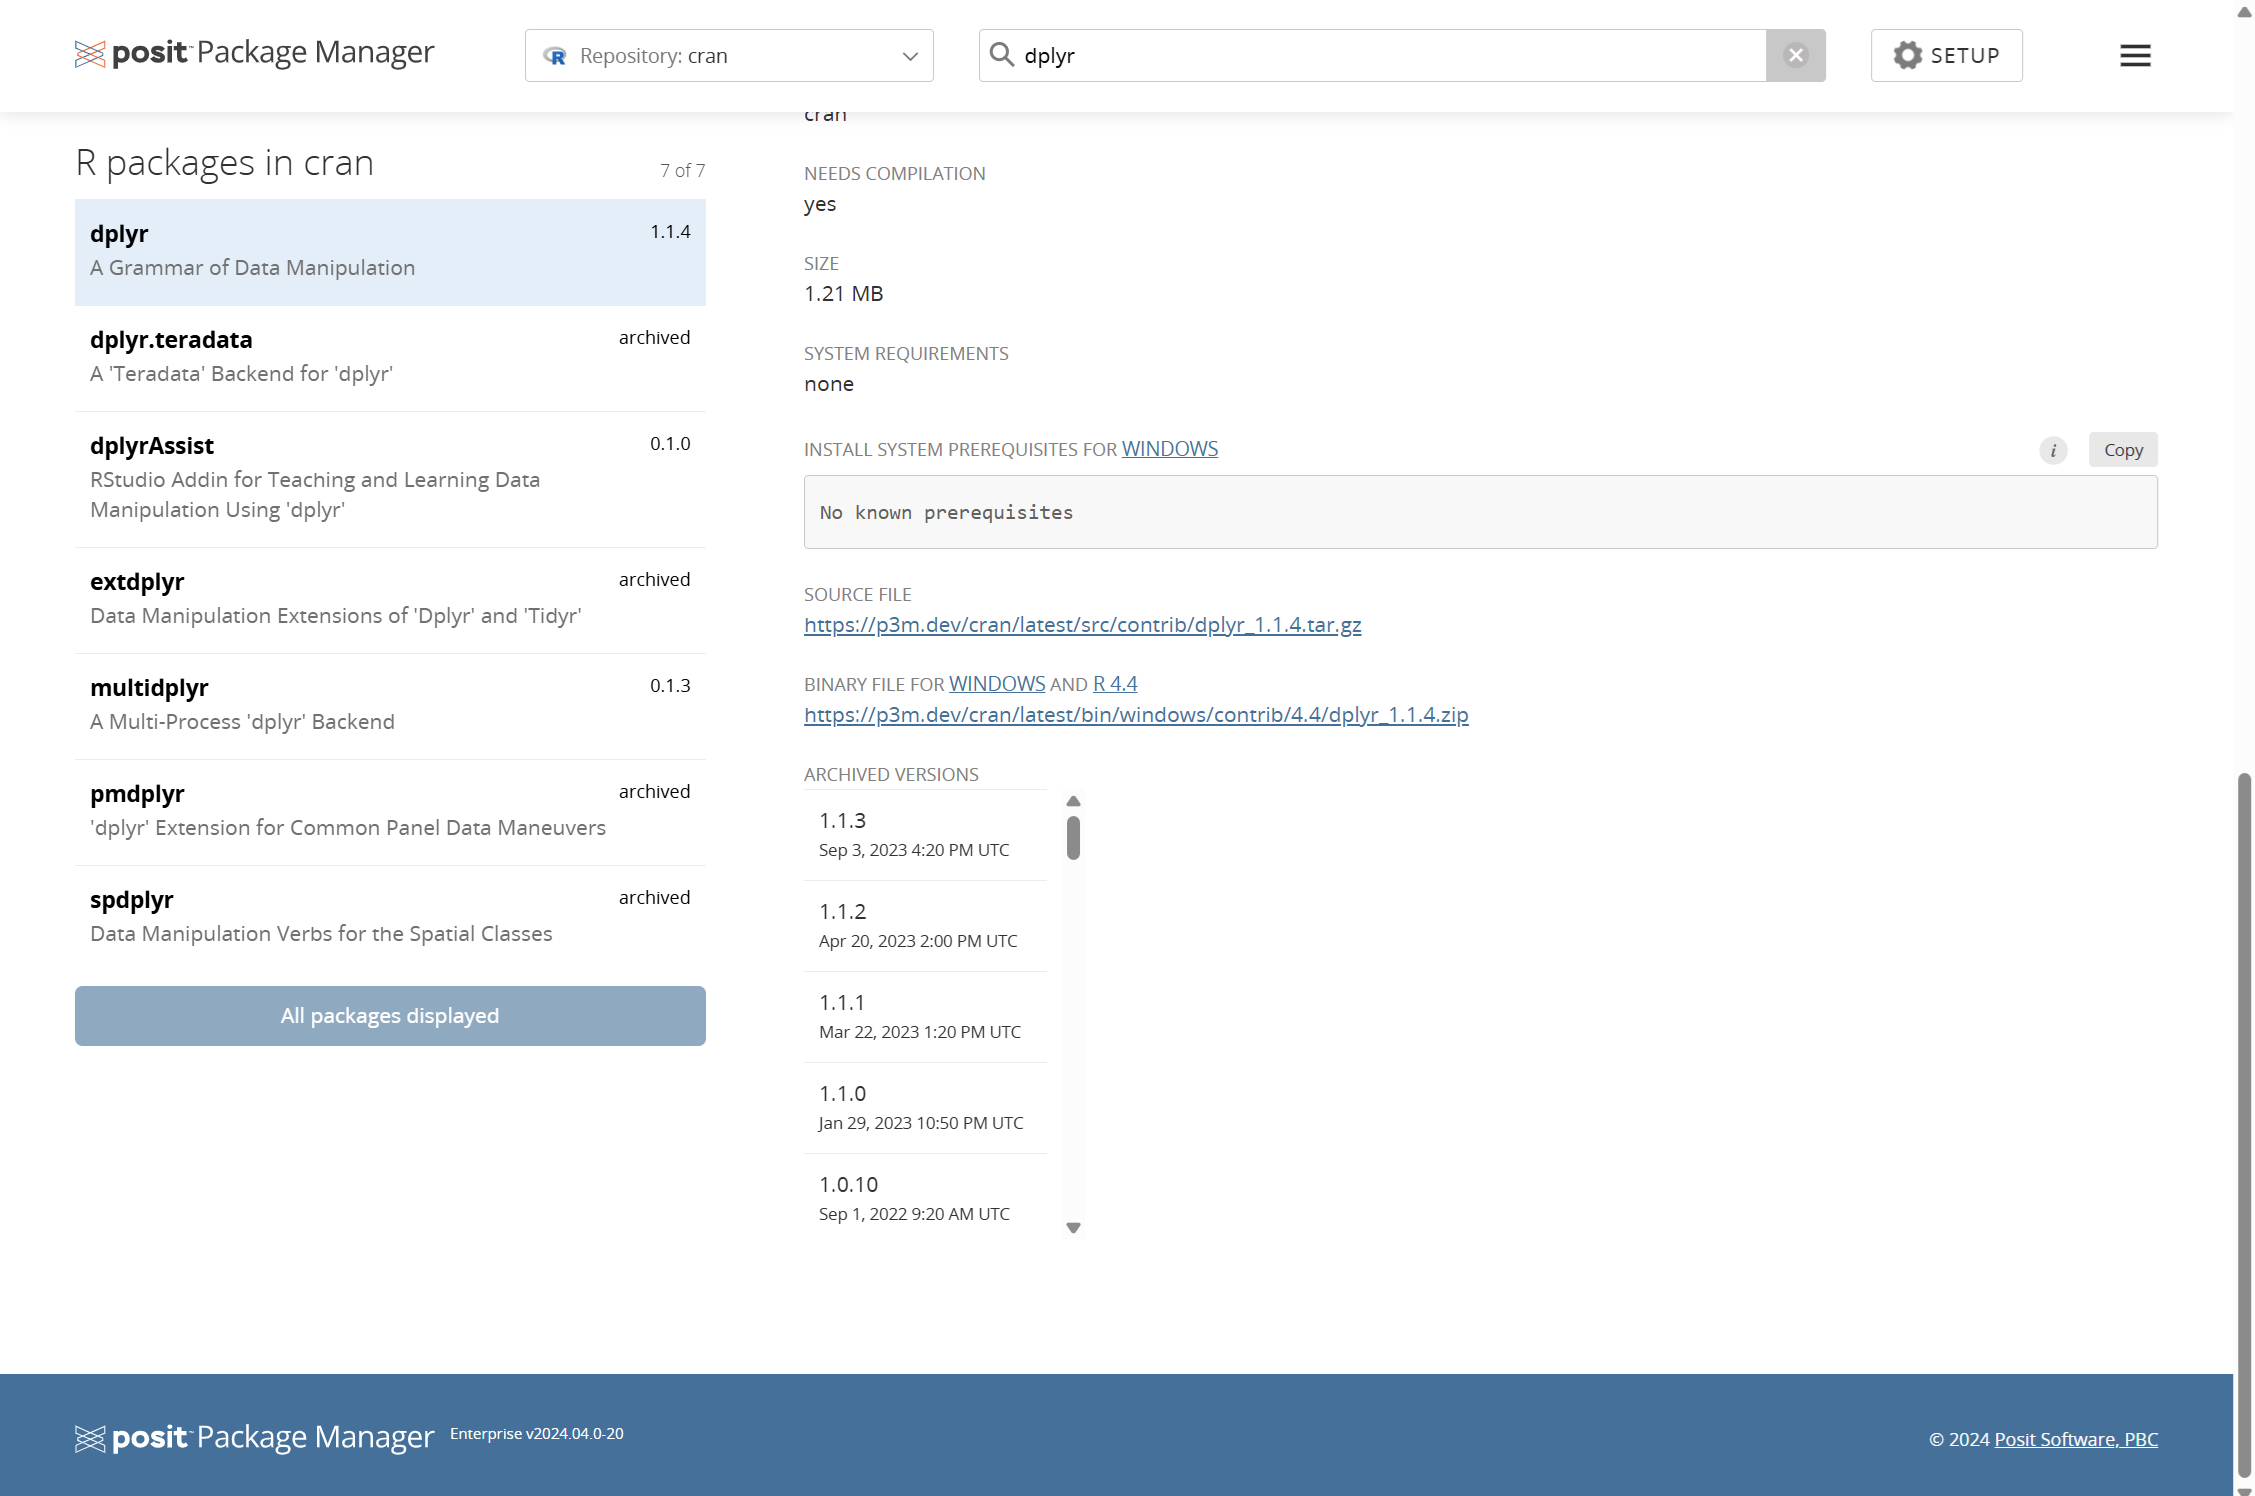 posit Package Manager
Repository: cran
dplyr
SETUP
R packages in cran
7 of 7
dplyr
1.1.4
A Grammar of Data Manipulation
dplyr.teradata
archived
A 'Teradata' Backend for 'dplyr'
dplyrAssist
0.1.0
RStudio Addin for Teaching and Learning Data
Manipulation Using 'dplyr'
extdplyr
archived
Data Manipulation Extensions of 'Dplyr' and 'Tidyr'
multidplyr
0.1.3
A Multi-Process 'dplyr' Backend
pmdplyr
archived
'dplyr' Extension for Common Panel Data Maneuvers
spdplyr
archived
Data Manipulation Verbs for the Spatial Classes
All packages displayed
cran
NEEDS COMPILATION
yes
SIZE
1.21 MB
SYSTEM REQUIREMENTS
none
INSTALL SYSTEM PREREQUISITES FOR WINDOWS
i
Copy
No known prerequisites
SOURCE FILE
https://p3m.dev/cran/latest/src/contrib/dplyr_1.1.4.tar.gz
BINARY FILE FOR WINDOWS AND R 4.4
https://p3m.dev/cran/latest/bin/windows/contrib/4.4/dplyr_1.1.4.zip
ARCHIVED VERSIONS
1.1.3
Sep 3, 2023 4:20 PM UTC
1.1.2
Apr 20, 2023 2:00 PM UTC
1.1.1
Mar 22, 2023 1:20 PM UTC
1.1.0
Jan 29, 2023 10:50 PM UTC
1.0.10
Sep 1, 2022 9:20 AM UTC
posit Package Manager
Enterprise v2024.04.0-20
© 2024 Posit Software, PBC